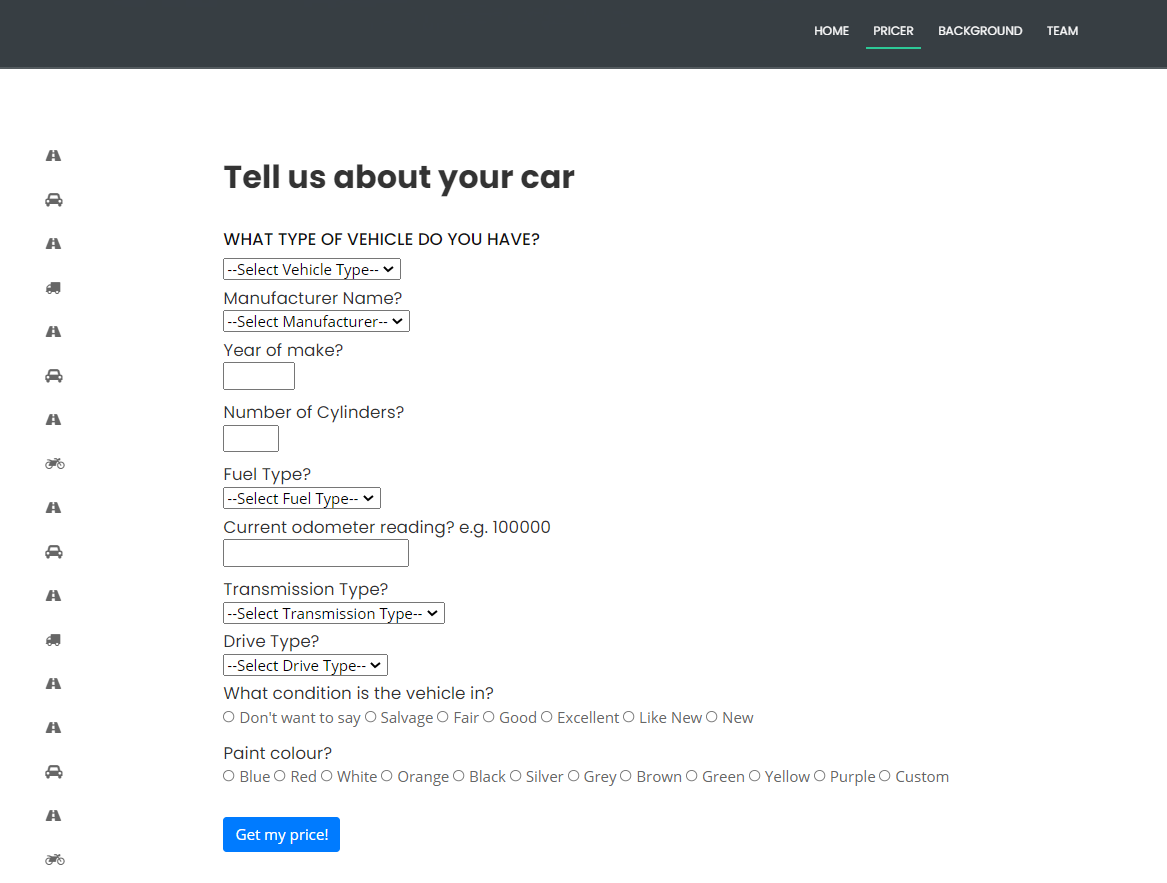 HOME PRICER BACKGROUND TEAM
Tell us about your car
WHAT TYPE OF VEHICLE DO YOU HAVE?
--Select Vehicle Type--
Manufacturer Name?
--Select Manufacturer--
Year of make?
Number of Cylinders?
Fuel Type?
--Select Fuel Type--
Current odometer reading? e.g. 100000
Transmission Type?
--Select Transmission Type--
Drive Type?
--Select Drive Type--
What condition is the vehicle in?
Don't want to say Salvage Fair Good Excellent Like New New
Paint colour?
Blue Red White Orange Black Silver Grey Brown Green Yellow Purple Custom
Get my price!